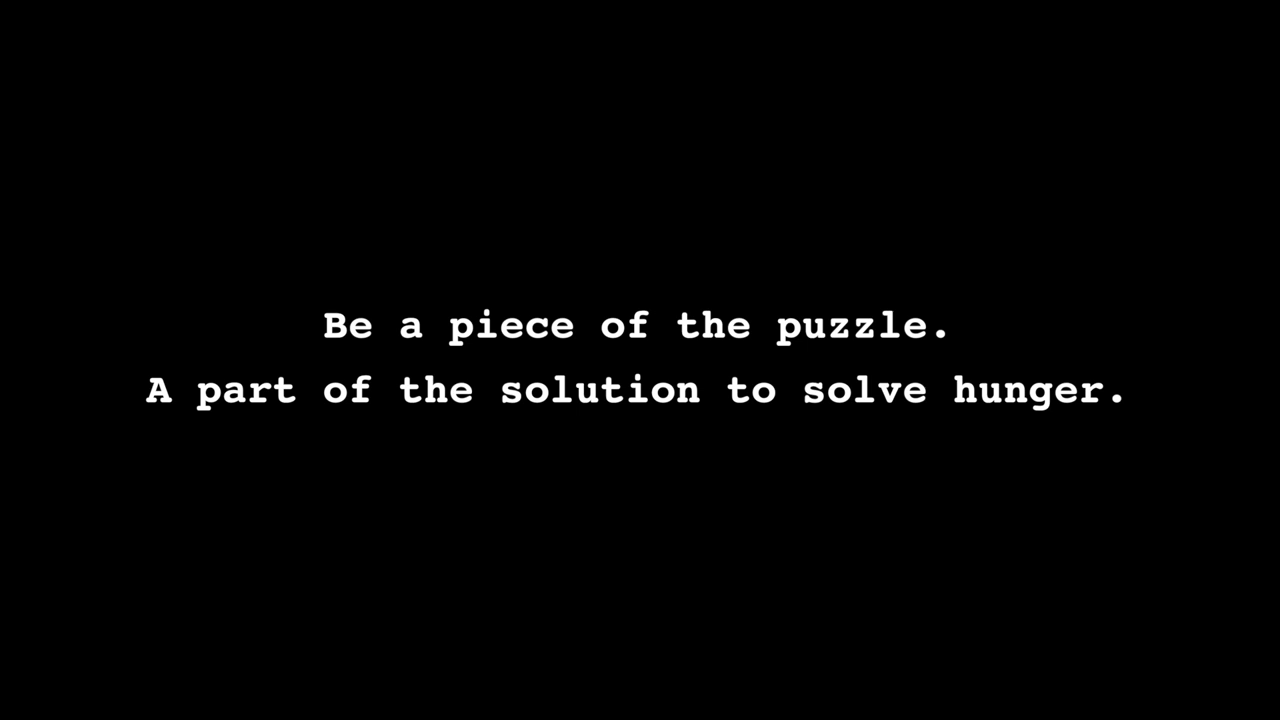 Be a piece of the puzzle.
A part of the solution to solve hunger.